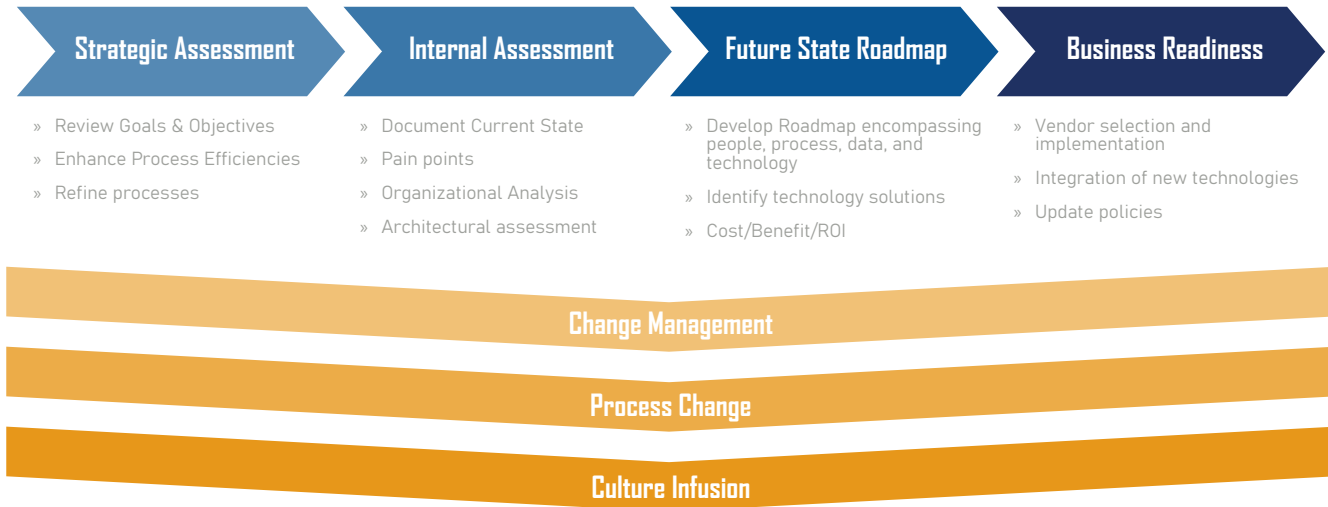 Strategic Assessment
» Review Goals & Objectives
» Enhance Process Efficiencies
» Refine processes
Internal Assessment
» Document Current State
» Pain points
» Organizational Analysis
» Architectural assessment
Future State Roadmap
» Develop Roadmap encompassing
people, process, data, and
technology
» Identify technology solutions
» Cost/Benefit/ROI
Business Readiness
» Vendor selection and
implementation
» Integration of new technologies
» Update policies
Change Management
Process Change
Culture Infusion